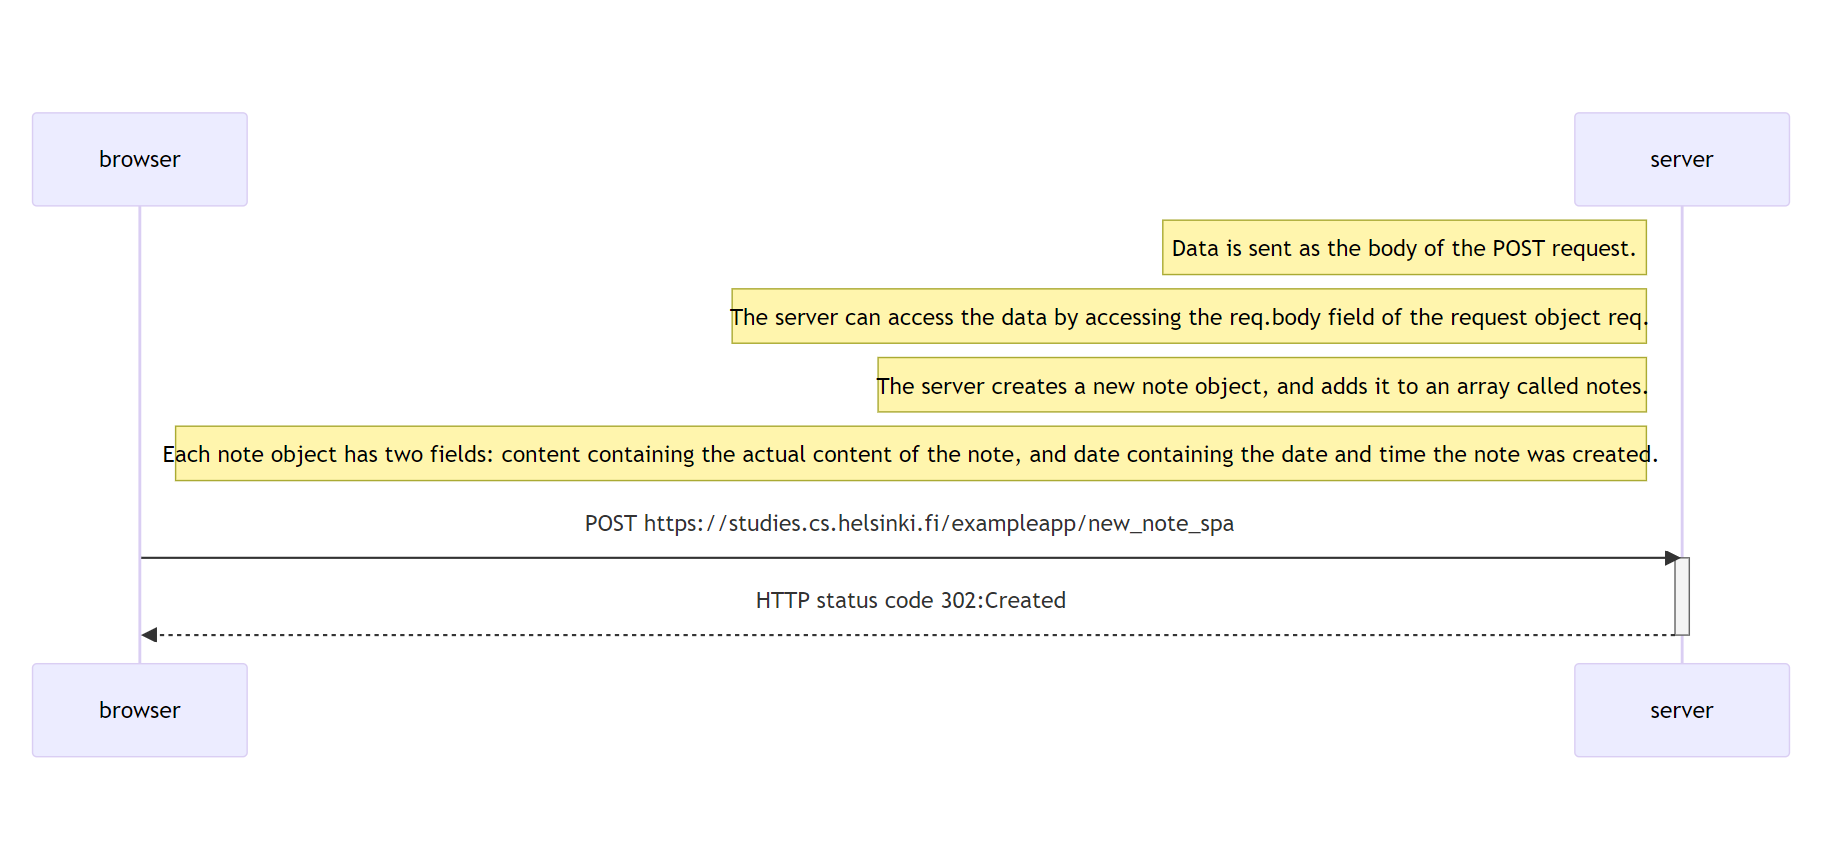 browser
server
Data is sent as the body of the POST request.
The server can access the data by accessing the req.body field of the request object req.
The server creates a new note object, and adds it to an array called notes.
Each note object has two fields: content containing the actual content of the note, and date containing the date and time the note was created.
POST https://studies.cs.helsinki.fi/exampleapp/new_note_spa
HTTP status code 302:Created
browser
server